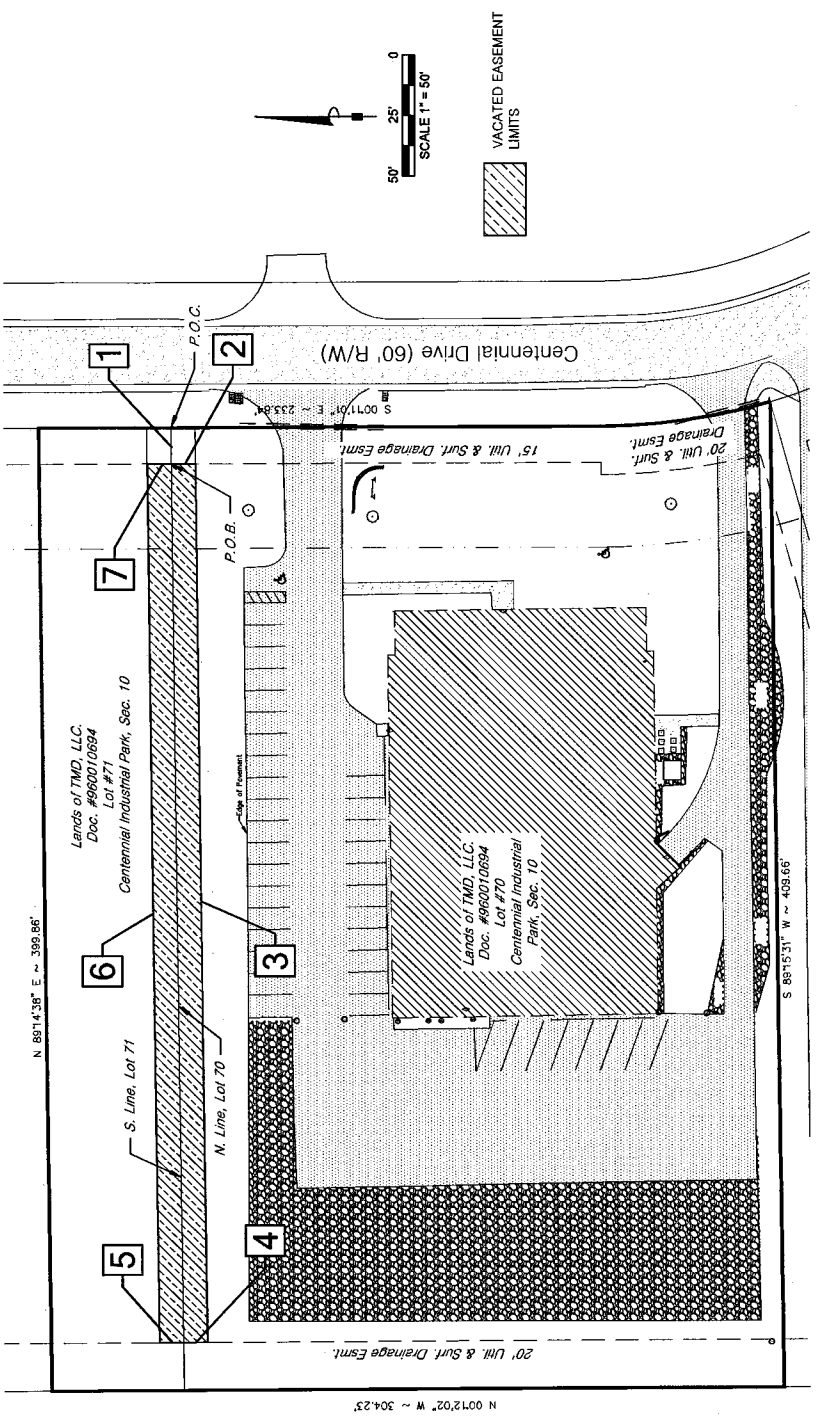 N 89°14'38" E ~ 399.86'
Lands of TMD, LLC.
Doc. #960010694
Lot #71
Centennial Industrial Park, Sec. 10
5
6
7
1
S. Line, Lot 71
P.O.C.
P.O.B.
2
N. Line, Lot 70
3
4
Edge of Pavement
S 00°11'01" E ~ 233.84'
Centennial Drive (60' R/W)
15' Util. & Surf. Drainage Esmt.
20' Util. & Surf.
Drainage Esmt.
20' Util. & Surf. Drainage Esmt.
N 00°12'02" W ~ 304.23'
Lands of TMD, LLC.
Doc. #960010694
Lot #70
Centennial Industrial
Park, Sec. 10
S 89°15'31" W ~ 409.66'
50' 25' 0
SCALE 1" = 50'
VACATED EASEMENT
LIMITS